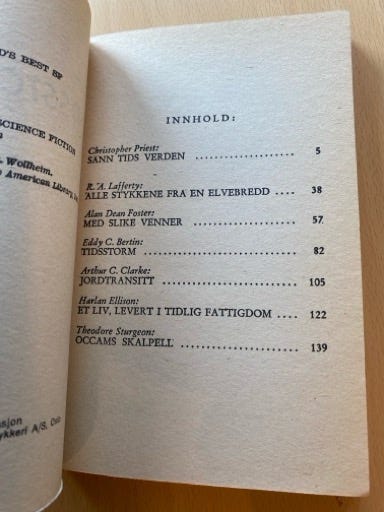 D'S BEST SF
SCIENCE FICTION
Wollheim.
American Library,
sjon
ykkeri A/S, Oslo
INNHOLD:
Christopher Priest:
SANN TIDS VERDEN .................. 5
R. A. Lafferty:
ALLE STYKKENE FRA EN ELVEBREDD .... 38
Alan Dean Foster:
MED SLIKE VENNER .................. 57
Eddy C. Bertin:
TIDSSTORM .................. 82
Arthur C. Clarke:
JORDTRANSITT .................. 105
Harlan Ellison:
ET LIV, LEVERT I TIDLIG FATTIGDOM .... 122
Theodore Sturgeon:
OCCAMS SKALPELL .................. 139